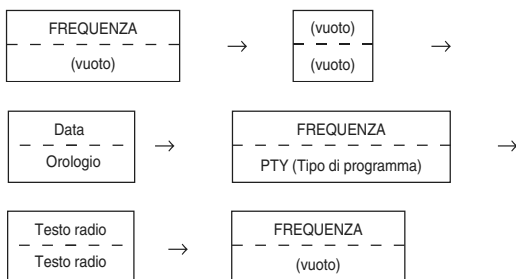 FREQUENZA
(vuoto)
→
(vuoto)
(vuoto)
→
Data
Orologio
→
FREQUENZA
PTY (Tipo di programma)
→
Testo radio
Testo radio
→
FREQUENZA
(vuoto)